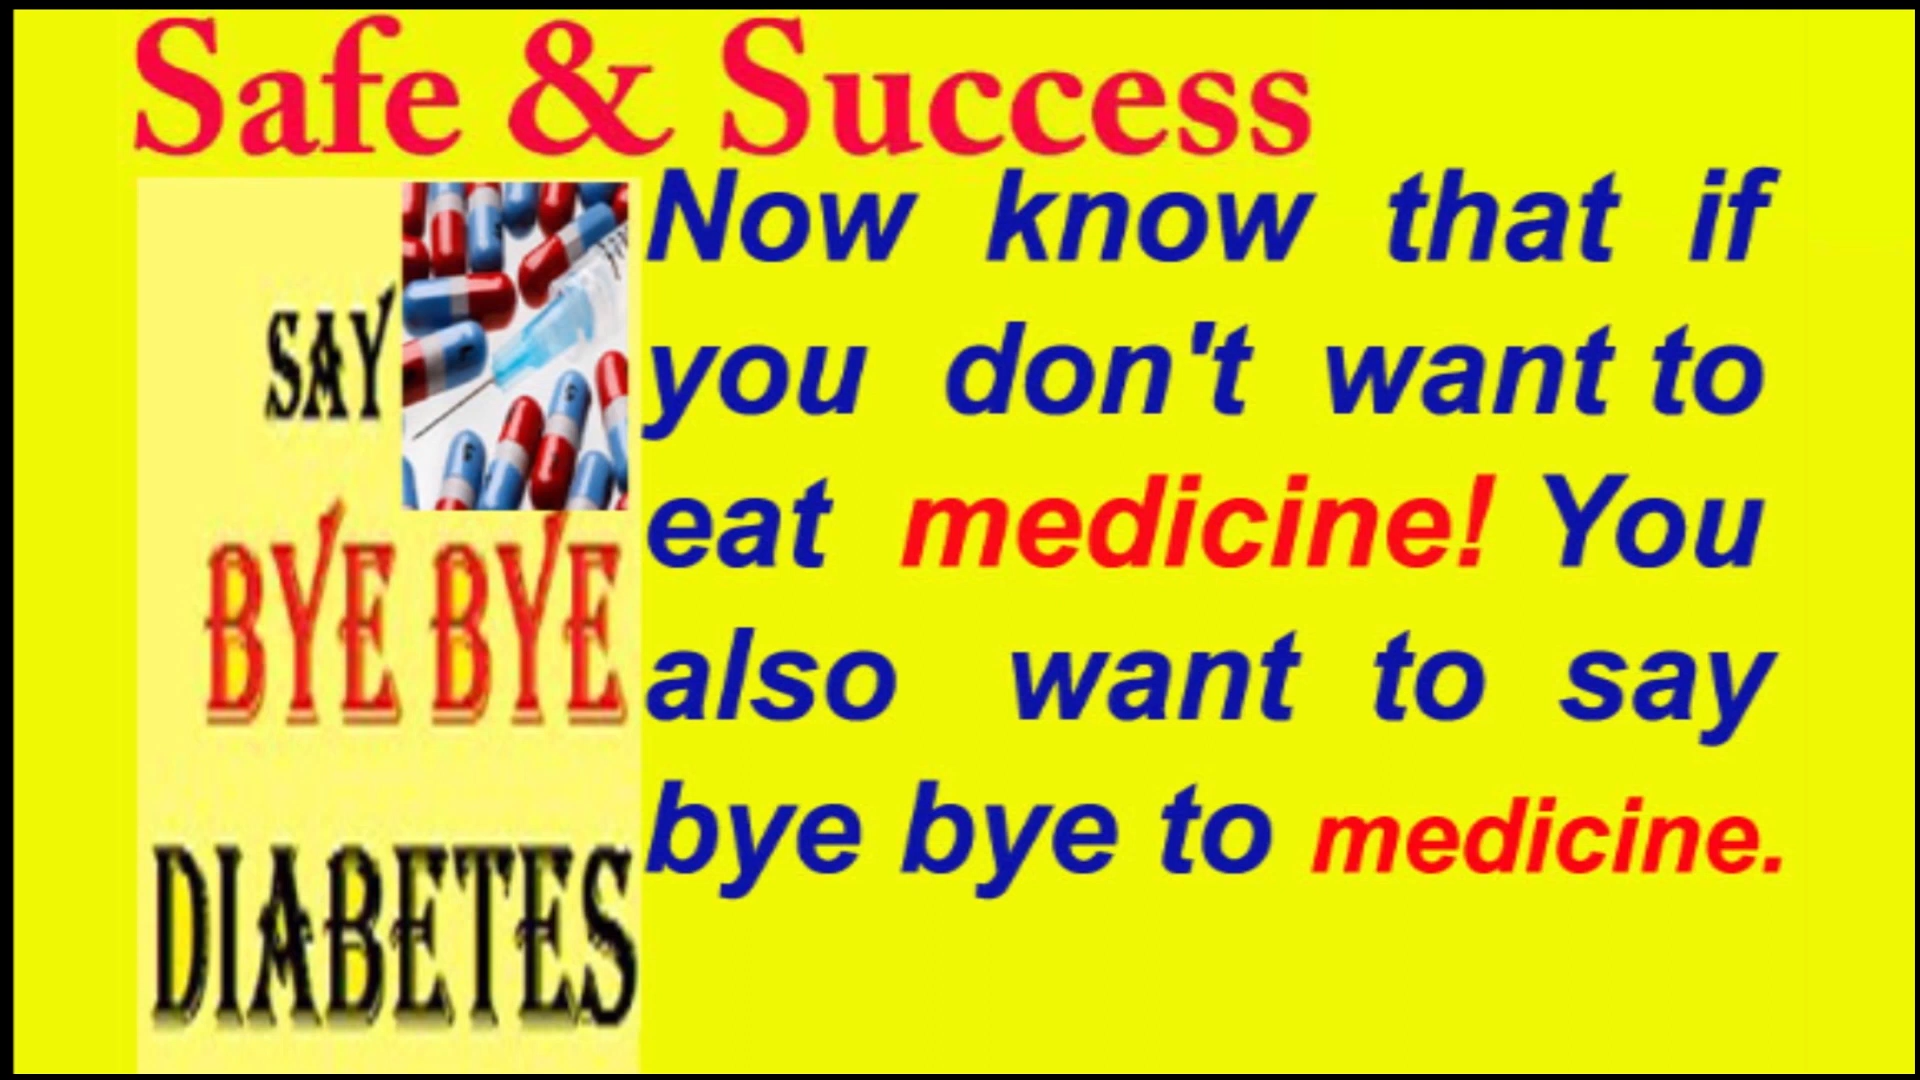 Safe & Success
SAY
BYE BYE
DIABETES
Now know that if
you don't want to
eat medicine! You
also want to say
bye bye to medicine.